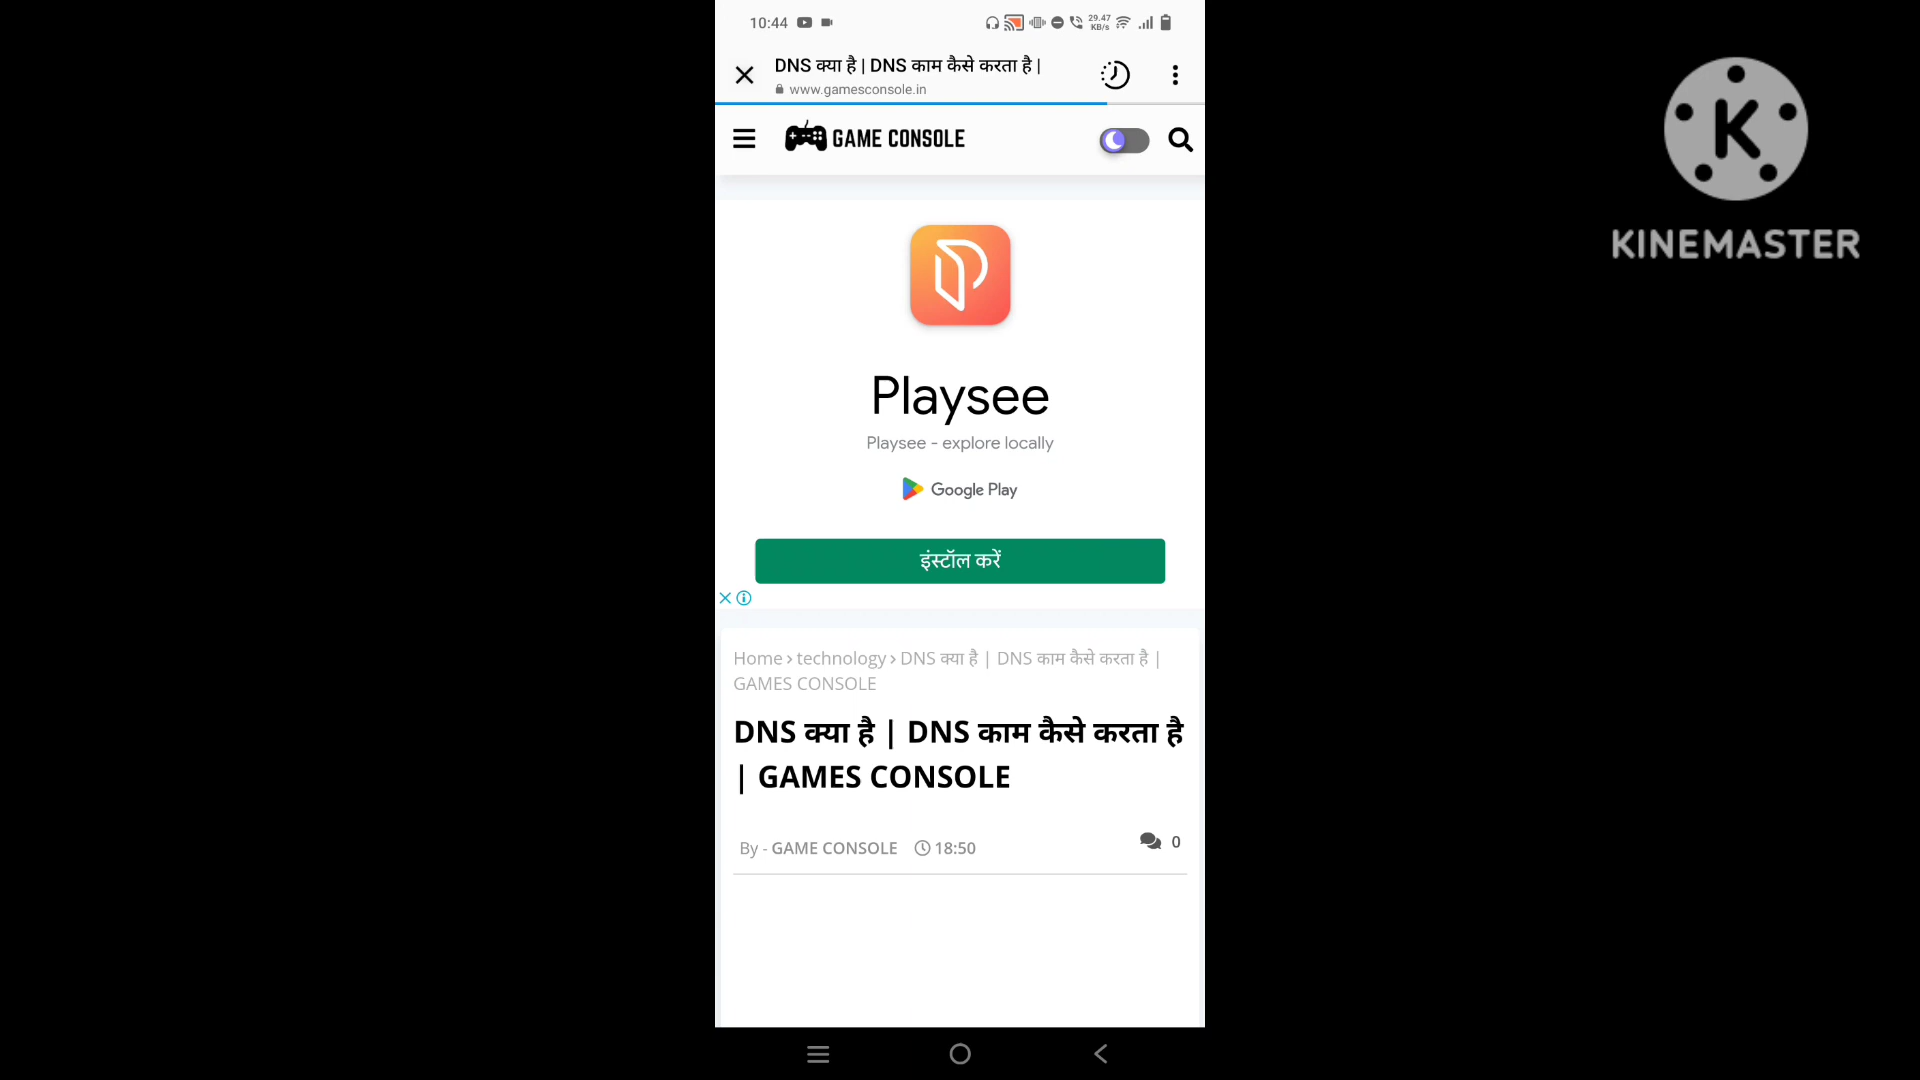 10:44
29.47
KB/s
DNS क्या है | DNS काम कैसे करता है |
www.gamesconsole.in
GAME CONSOLE
K
KINEMASTER
Playsee
Playsee - explore locally
Google Play
इंस्टॉल करें
Home › technology › DNS क्या है | DNS काम कैसे करता है |
GAMES CONSOLE
DNS क्या है | DNS काम कैसे करता है
| GAMES CONSOLE
By - GAME CONSOLE 18:50
0